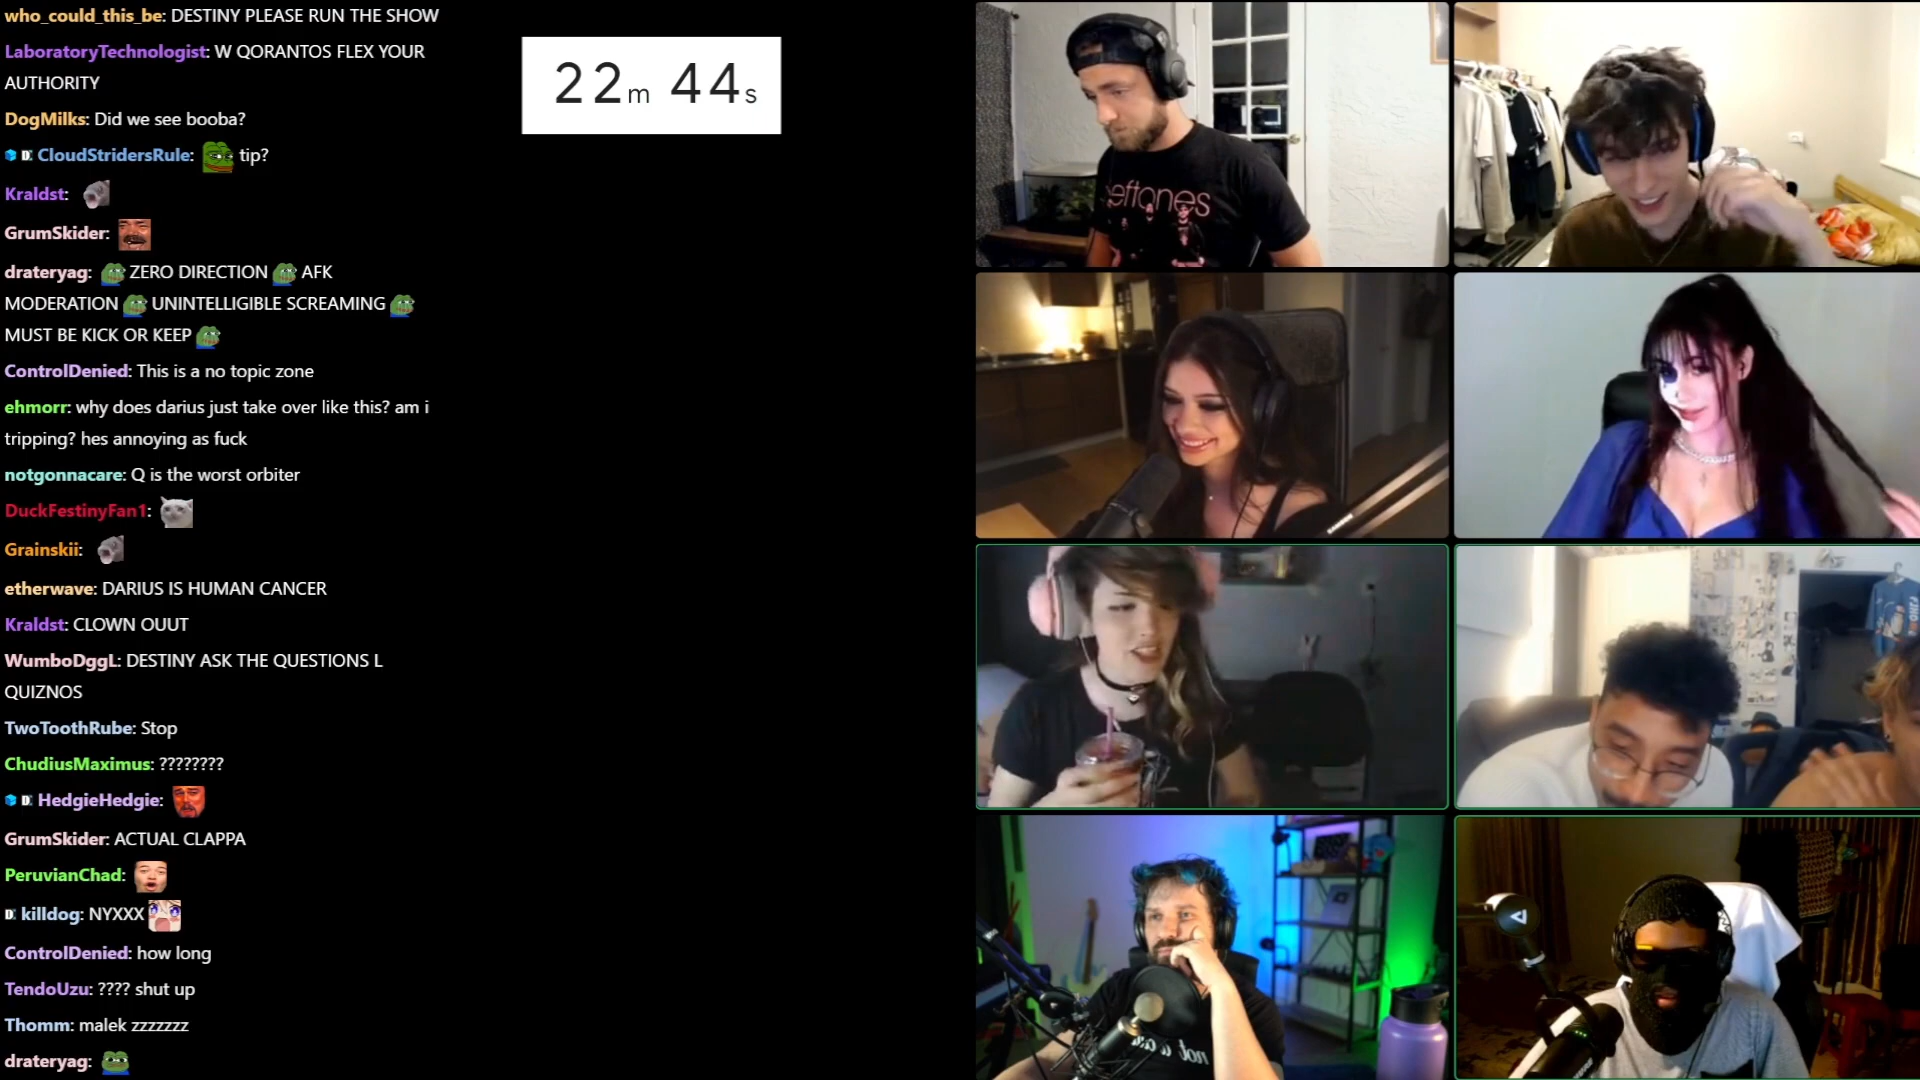 who_could_this_be: DESTINY PLEASE RUN THE SHOW
LaboratoryTechnologist: W QORANTOS FLEX YOUR
AUTHORITY
DogMilks: Did we see booba?
CloudStridersRule: tip?
Kraldst:
GrumSkider:
drateryag: ZERO DIRECTION AFK
MODERATION UNINTELLIGIBLE SCREAMING
MUST BE KICK OR KEEP
ControlDenied: This is a no topic zone
ehmorr: why does darius just take over like this? am i
tripping? hes annoying as fuck
notgonnacare: Q is the worst orbiter
DuckFestinyFan1:
Grainskii:
etherwave: DARIUS IS HUMAN CANCER
Kraldst: CLOWN OUUT
WumboDggL: DESTINY ASK THE QUESTIONS L
QUIZNOS
TwoToothRube: Stop
ChudiusMaximus: ????????
HedgieHedgie:
GrumSkider: ACTUAL CLAPPA
PeruvianChad:
killdog: NYXXX
ControlDenied: how long
TendoUzu: ???? shut up
Thomm: malek zzzzzzz
drateryag:
22m 44s
eftones
not a